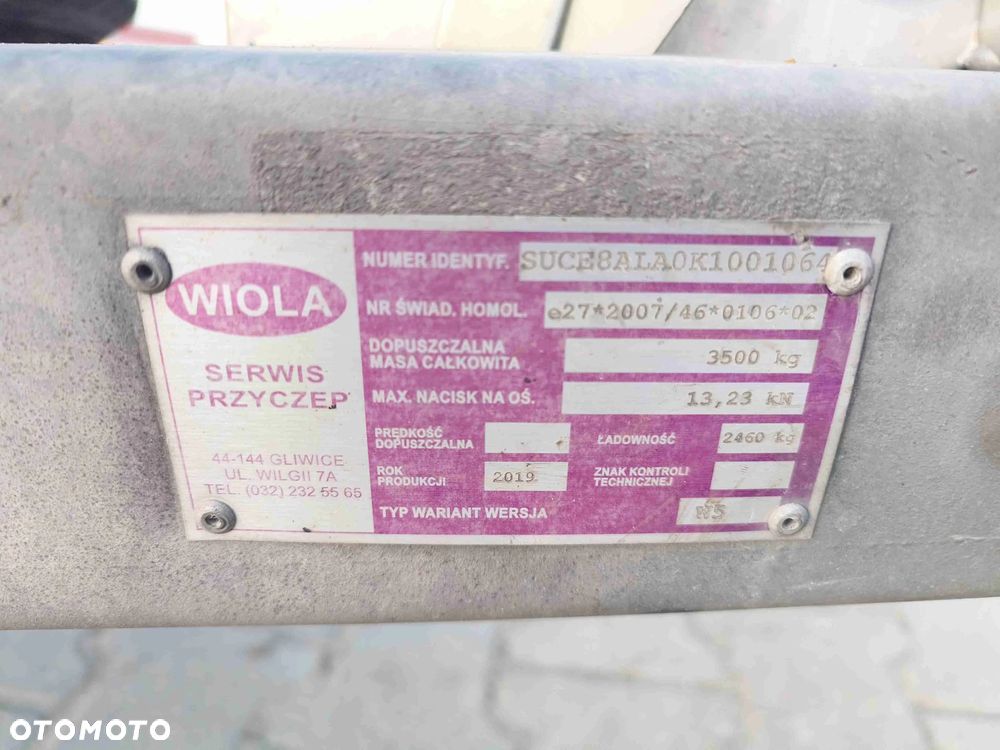 WIOLA
SERWIS
PRZYCZEP
44-144 GLIWICE
UL. WILGII 7A
TEL. (032) 232 55 65
NUMER IDENTYF. SUCE8ALA0K1001064
NR ŚWIAD. HOMOL. e27*2007/46*0106*02
DOPUSZCZALNA
MASA CAŁKOWITA 3500 kg
MAX. NACISK NA OŚ. 13,23 kN
PRĘDKOŚĆ
DOPUSZCZALNA
ŁADOWNOŚĆ 2460 kg
ROK
PRODUKCJI 2019
ZNAK KONTROLI
TECHNICZNEJ
TYP WARIANT WERSJA W5
OTOMOTO